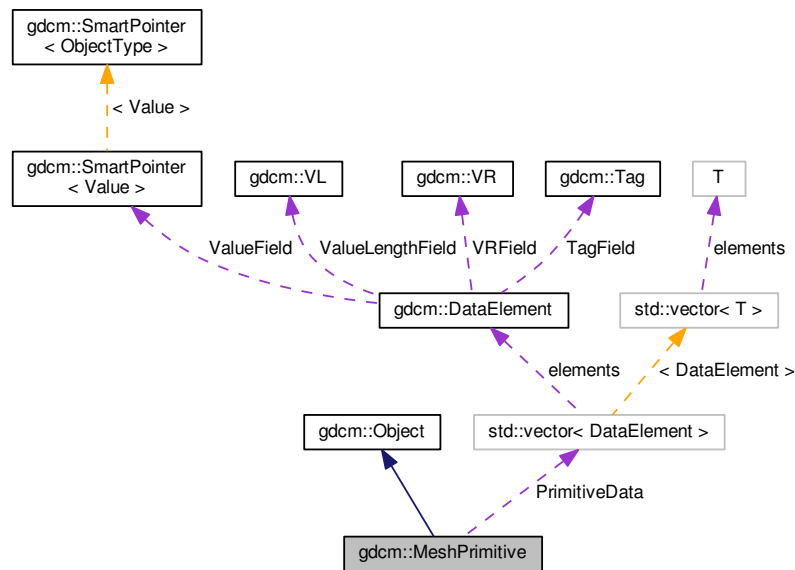 gdcm::SmartPointer
< ObjectType >
< Value >
gdcm::SmartPointer
< Value >
gdcm::VL
gdcm::VR
gdcm::Tag
T
ValueField
ValueLengthField
VRField
TagField
elements
gdcm::DataElement
std::vector< T >
elements
< DataElement >
gdcm::Object
std::vector< DataElement >
PrimitiveData
gdcm::MeshPrimitive